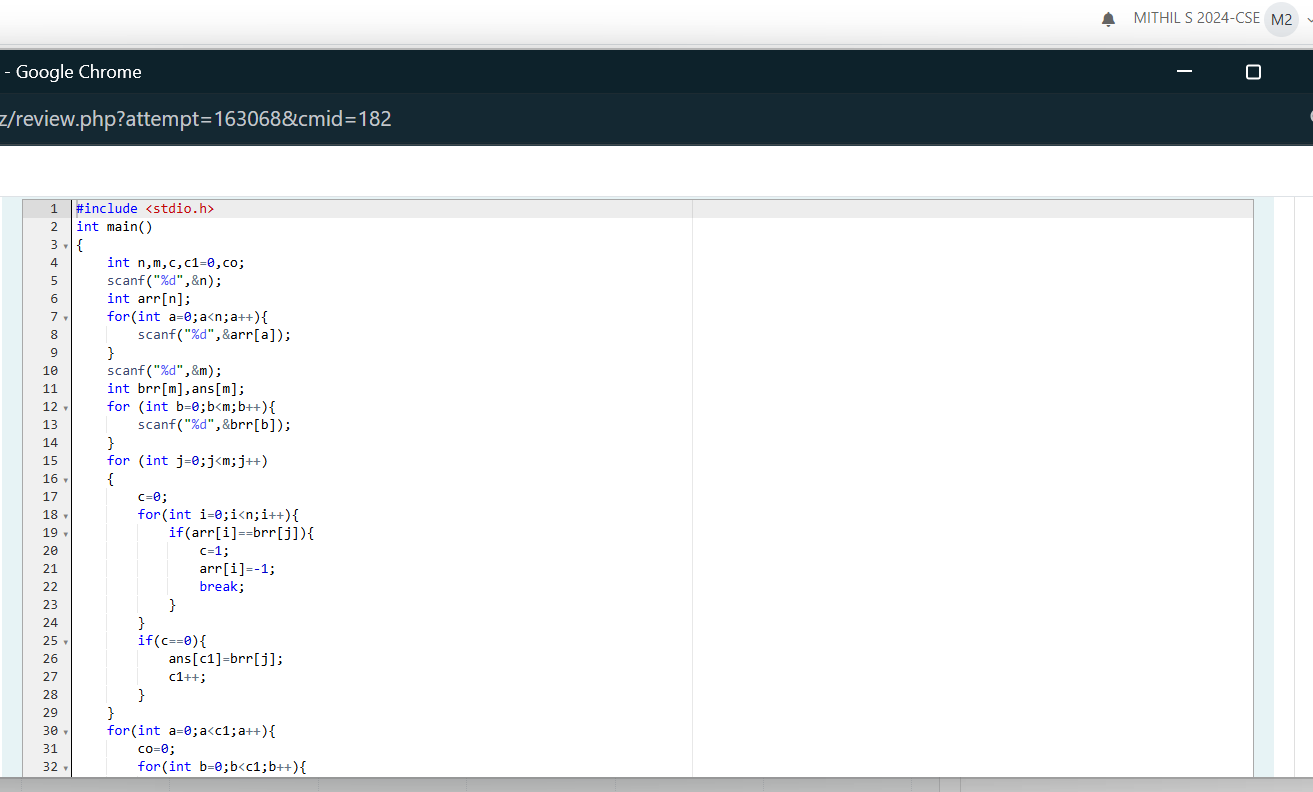 MITHIL S 2024-CSE M2
- Google Chrome
z/review.php?attempt=163068&cmid=182
1 #include <stdio.h>
2 int main()
3 {
4     int n,m,c,c1=0,co;
5     scanf("%d",&n);
6     int arr[n];
7     for(int a=0;a<n;a++){
8         scanf("%d",&arr[a]);
9     }
10     scanf("%d",&m);
11     int brr[m],ans[m];
12     for (int b=0;b<m;b++){
13         scanf("%d",&brr[b]);
14     }
15     for (int j=0;j<m;j++)
16     {
17         c=0;
18         for(int i=0;i<n;i++){
19             if(arr[i]==brr[j]){
20                 c=1;
21                 arr[i]=-1;
22                 break;
23             }
24         }
25         if(c==0){
26             ans[c1]=brr[j];
27             c1++;
28         }
29     }
30     for(int a=0;a<c1;a++){
31         co=0;
32         for(int b=0;b<c1;b++){